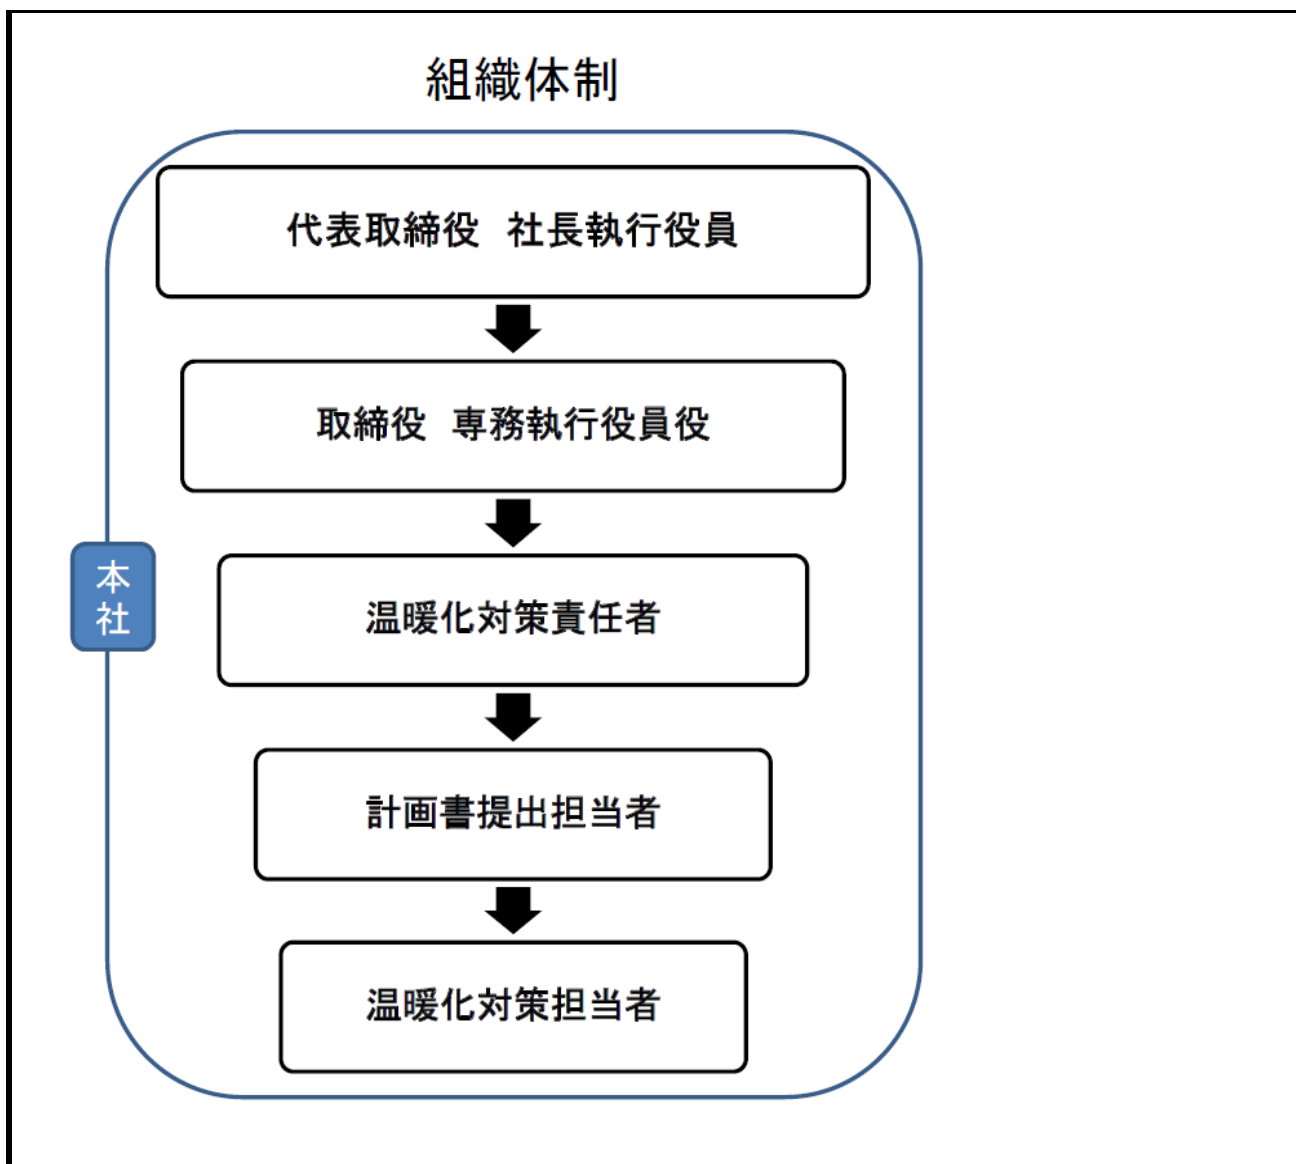 組織体制
代表取締役　社長執行役員
取締役　専務執行役員役
本
社
温暖化対策責任者
計画書提出担当者
温暖化対策担当者